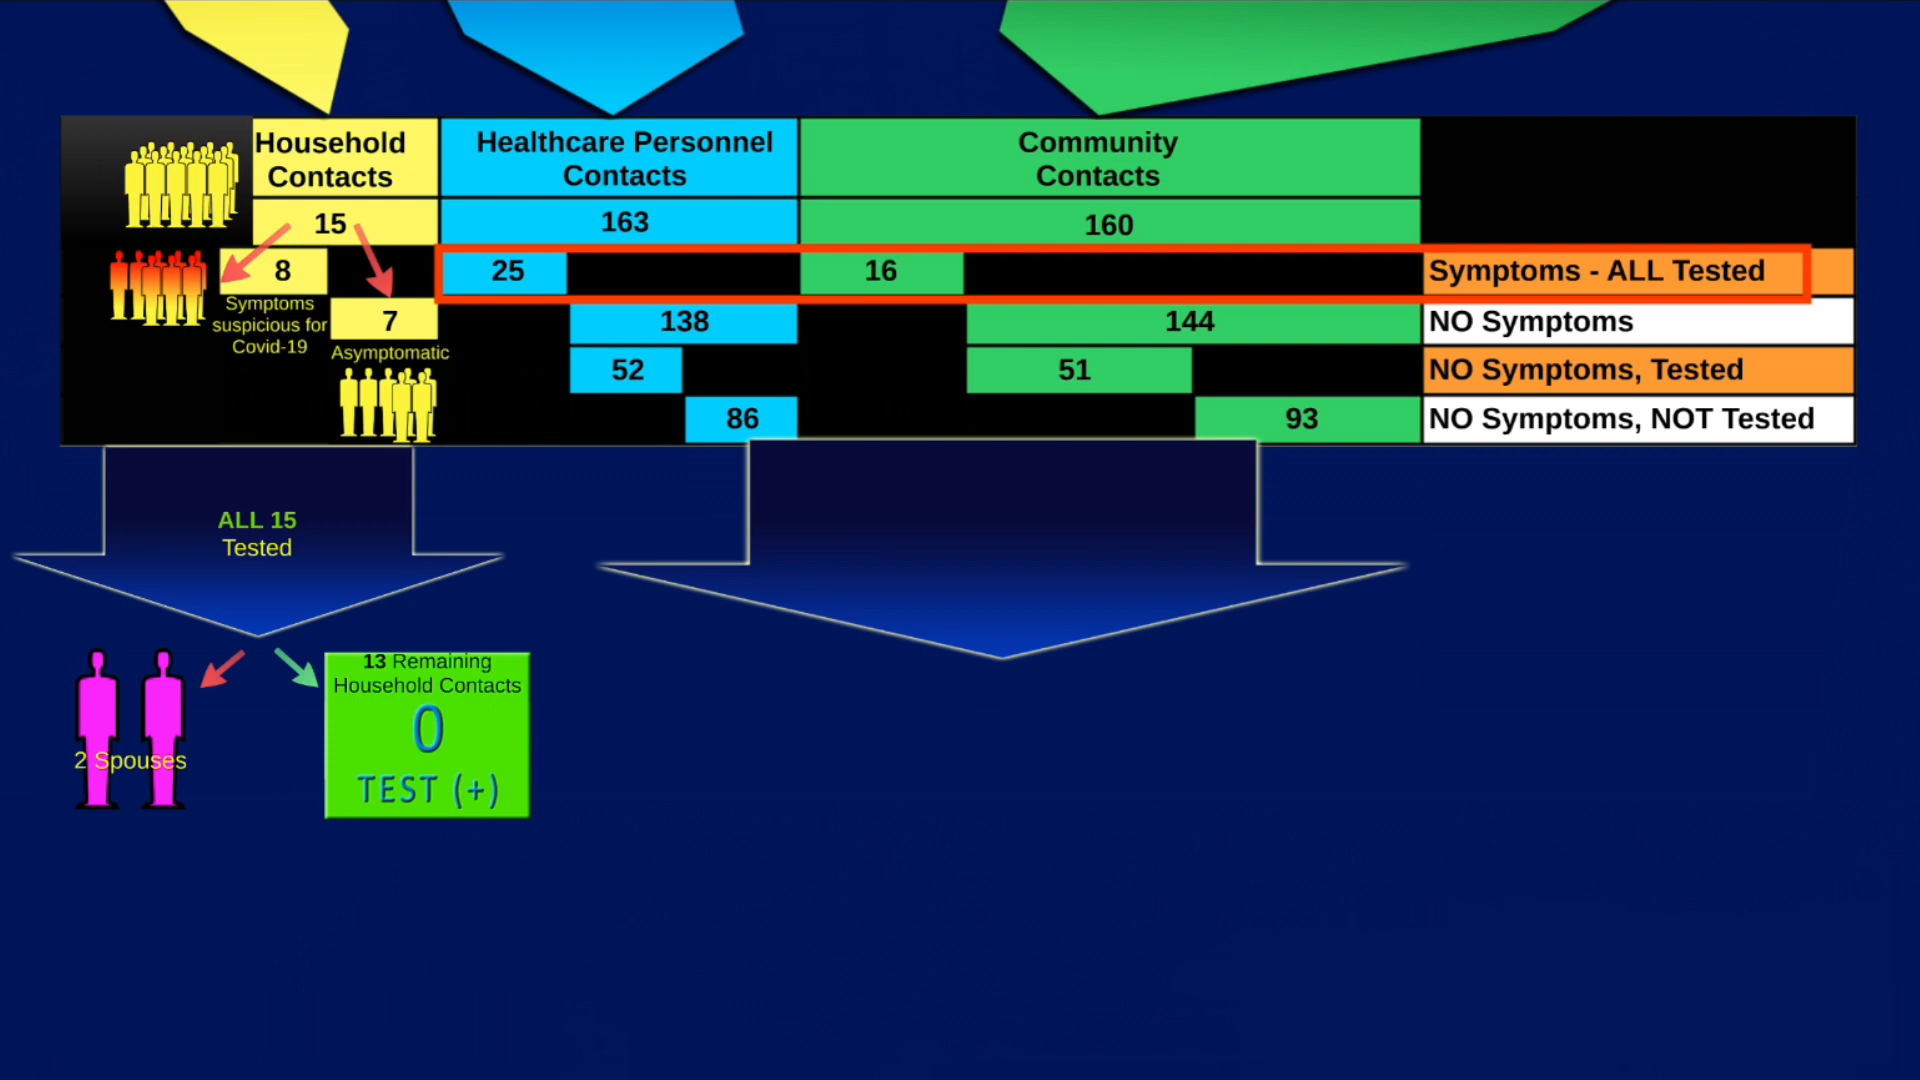 Household
Contacts
Healthcare Personnel
Contacts
Community
Contacts
15
163
160
8
25
16
Symptoms - ALL Tested
Symptoms
suspicious for
Covid-19
7
138
144
NO Symptoms
Asymptomatic
52
51
NO Symptoms, Tested
86
93
NO Symptoms, NOT Tested
ALL 15
Tested
2 Spouses
13 Remaining
Household Contacts
0
TEST (+)